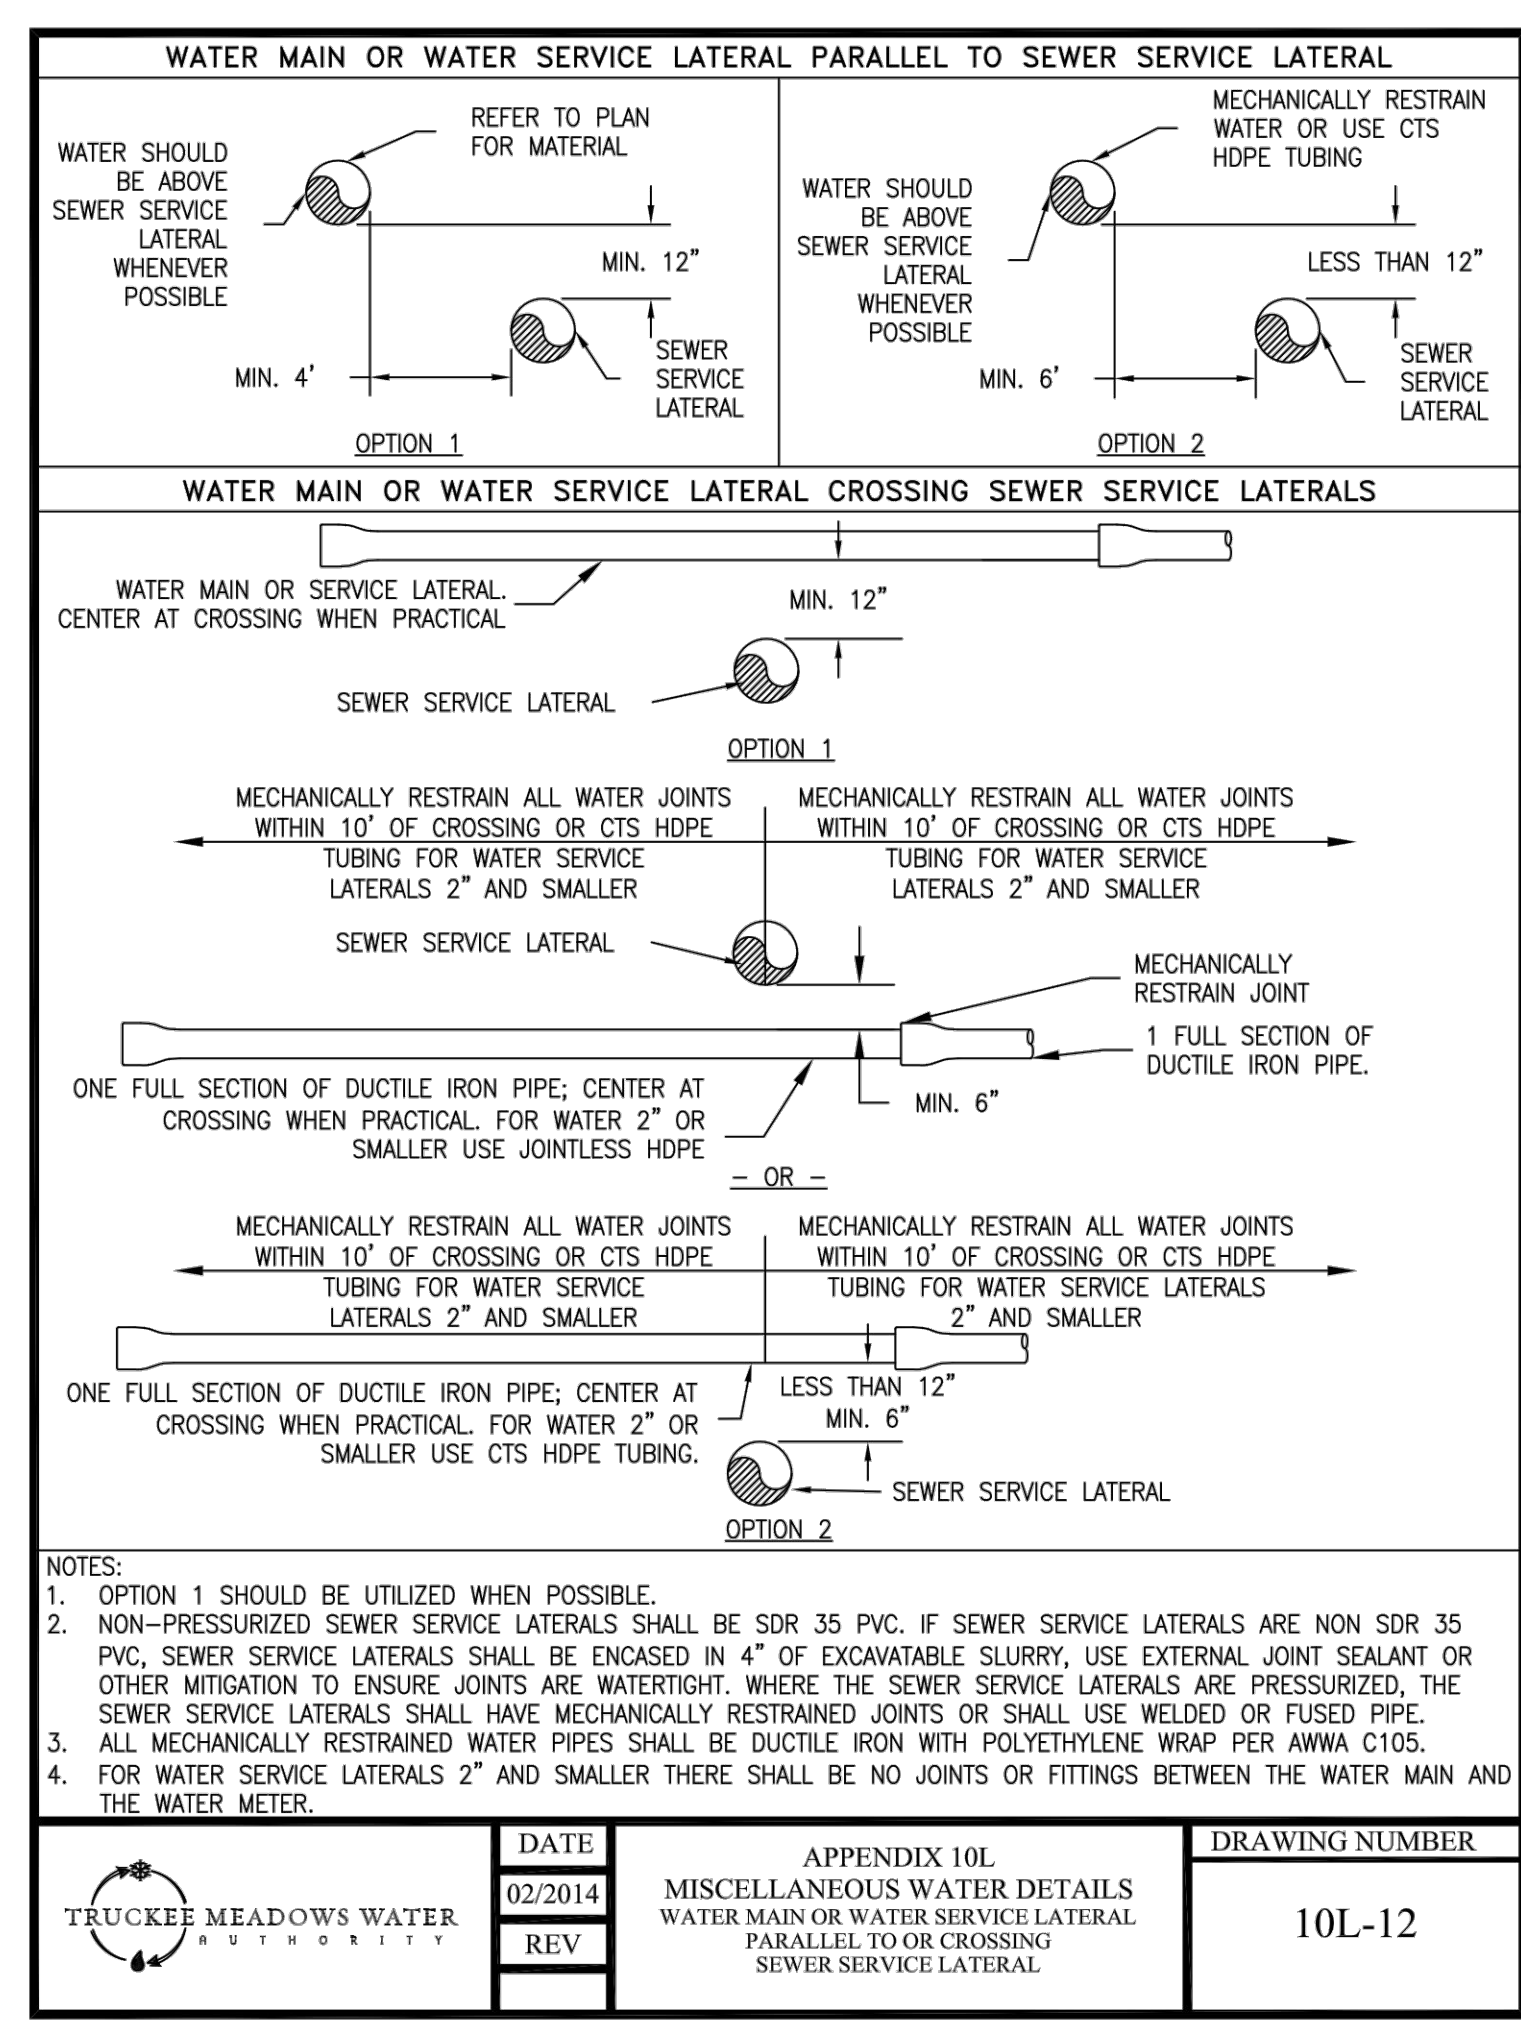 WATER MAIN OR WATER SERVICE LATERAL PARALLEL TO SEWER SERVICE LATERAL
REFER TO PLAN
FOR MATERIAL
WATER SHOULD
BE ABOVE
SEWER SERVICE
LATERAL
WHENEVER
POSSIBLE
MIN. 12"
SEWER
SERVICE
LATERAL
MIN. 4'
OPTION 1
MECHANICALLY RESTRAIN
WATER OR USE CTS
HDPE TUBING
WATER SHOULD
BE ABOVE
SEWER SERVICE
LATERAL
WHENEVER
POSSIBLE
LESS THAN 12"
SEWER
SERVICE
LATERAL
MIN. 6'
OPTION 2
WATER MAIN OR WATER SERVICE LATERAL CROSSING SEWER SERVICE LATERALS
WATER MAIN OR SERVICE LATERAL.
CENTER AT CROSSING WHEN PRACTICAL
MIN. 12"
SEWER SERVICE LATERAL
OPTION 1
MECHANICALLY RESTRAIN ALL WATER JOINTS
WITHIN 10' OF CROSSING OR CTS HDPE
TUBING FOR WATER SERVICE
LATERALS 2" AND SMALLER
MECHANICALLY RESTRAIN ALL WATER JOINTS
WITHIN 10' OF CROSSING OR CTS HDPE
TUBING FOR WATER SERVICE
LATERALS 2" AND SMALLER
SEWER SERVICE LATERAL
MECHANICALLY
RESTRAIN JOINT
1 FULL SECTION OF
DUCTILE IRON PIPE.
ONE FULL SECTION OF DUCTILE IRON PIPE; CENTER AT
CROSSING WHEN PRACTICAL. FOR WATER 2" OR
SMALLER USE JOINTLESS HDPE
MIN. 6"
- OR -
MECHANICALLY RESTRAIN ALL WATER JOINTS
WITHIN 10' OF CROSSING OR CTS HDPE
TUBING FOR WATER SERVICE
LATERALS 2" AND SMALLER
MECHANICALLY RESTRAIN ALL WATER JOINTS
WITHIN 10' OF CROSSING OR CTS HDPE
TUBING FOR WATER SERVICE LATERALS
2" AND SMALLER
ONE FULL SECTION OF DUCTILE IRON PIPE; CENTER AT
CROSSING WHEN PRACTICAL. FOR WATER 2" OR
SMALLER USE CTS HDPE TUBING.
LESS THAN 12"
MIN. 6"
SEWER SERVICE LATERAL
OPTION 2
NOTES:
1. OPTION 1 SHOULD BE UTILIZED WHEN POSSIBLE.
2. NON-PRESSURIZED SEWER SERVICE LATERALS SHALL BE SDR 35 PVC. IF SEWER SERVICE LATERALS ARE NON SDR 35
PVC, SEWER SERVICE LATERALS SHALL BE ENCASED IN 4" OF EXCAVATABLE SLURRY, USE EXTERNAL JOINT SEALANT OR
OTHER MITIGATION TO ENSURE JOINTS ARE WATERTIGHT. WHERE THE SEWER SERVICE LATERALS ARE PRESSURIZED, THE
SEWER SERVICE LATERALS SHALL HAVE MECHANICALLY RESTRAINED JOINTS OR SHALL USE WELDED OR FUSED PIPE.
3. ALL MECHANICALLY RESTRAINED WATER PIPES SHALL BE DUCTILE IRON WITH POLYETHYLENE WRAP PER AWWA C105.
4. FOR WATER SERVICE LATERALS 2" AND SMALLER THERE SHALL BE NO JOINTS OR FITTINGS BETWEEN THE WATER MAIN AND
THE WATER METER.
TRUCKEE MEADOWS WATER
AUTHORITY
DATE
02/2014
REV
APPENDIX 10L
MISCELLANEOUS WATER DETAILS
WATER MAIN OR WATER SERVICE LATERAL
PARALLEL TO OR CROSSING
SEWER SERVICE LATERAL
DRAWING NUMBER
10L-12